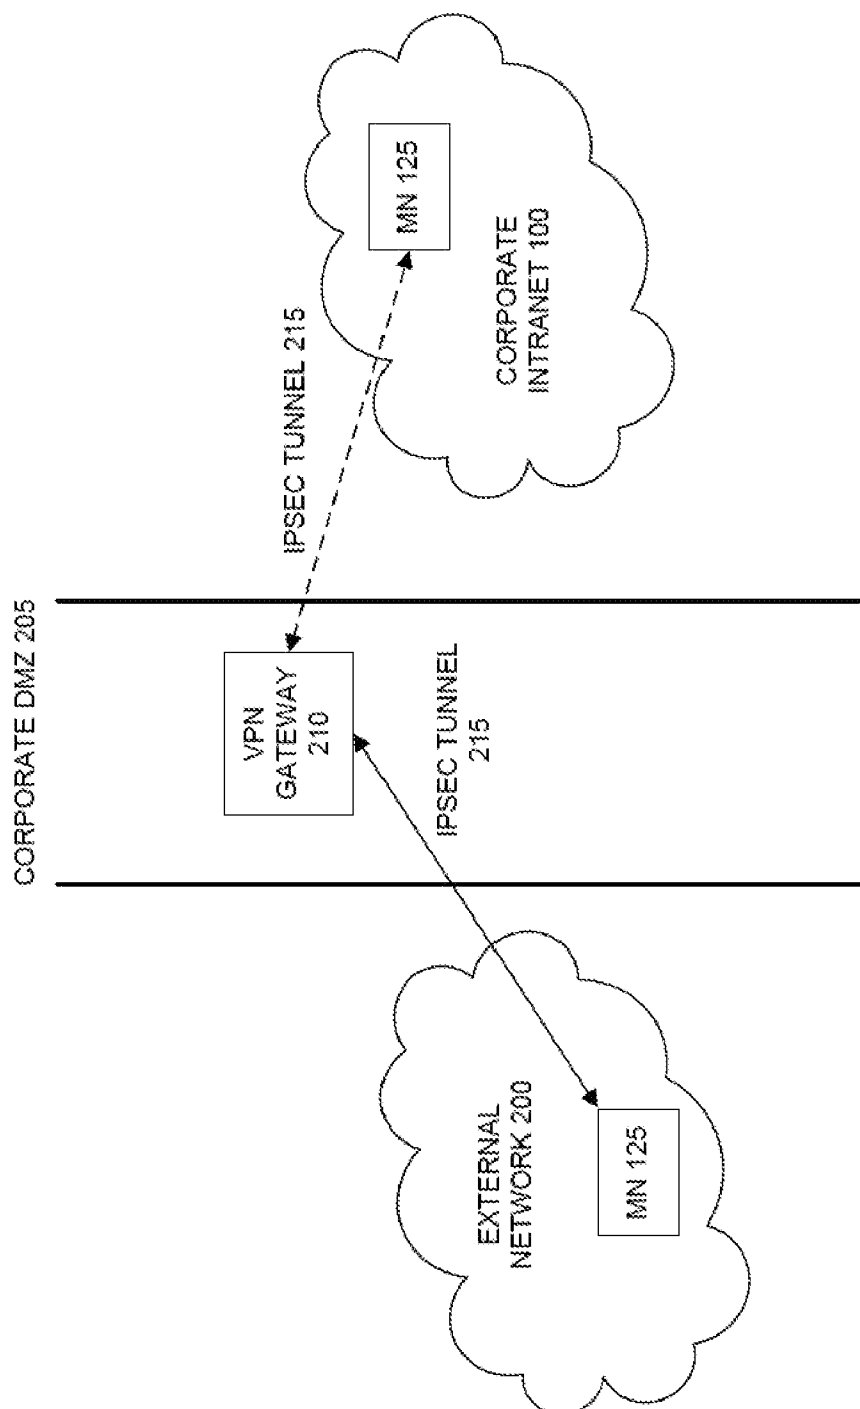 CORPORATE DMZ 205
EXTERNAL
NETWORK 200
MN 125
VPN
GATEWAY
210
IPSEC TUNNEL
215
IPSEC TUNNEL 215
MN 125
CORPORATE
INTRANET 100